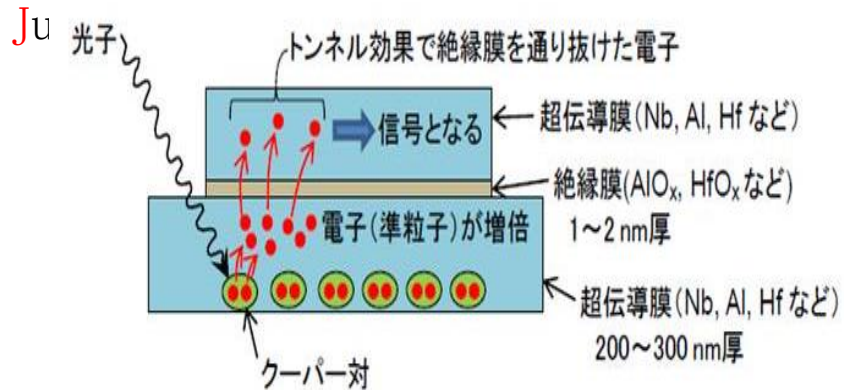 Ju
光子
トンネル効果で絶縁膜を通り抜けた電子
信号となる
超伝導膜(Nb, Al, Hf など)
絶縁膜(AlOₓ, HfOₓ など)
1～2 nm厚
電子(準粒子)が増倍
超伝導膜(Nb, Al, Hf など)
200～300 nm厚
クーパー対